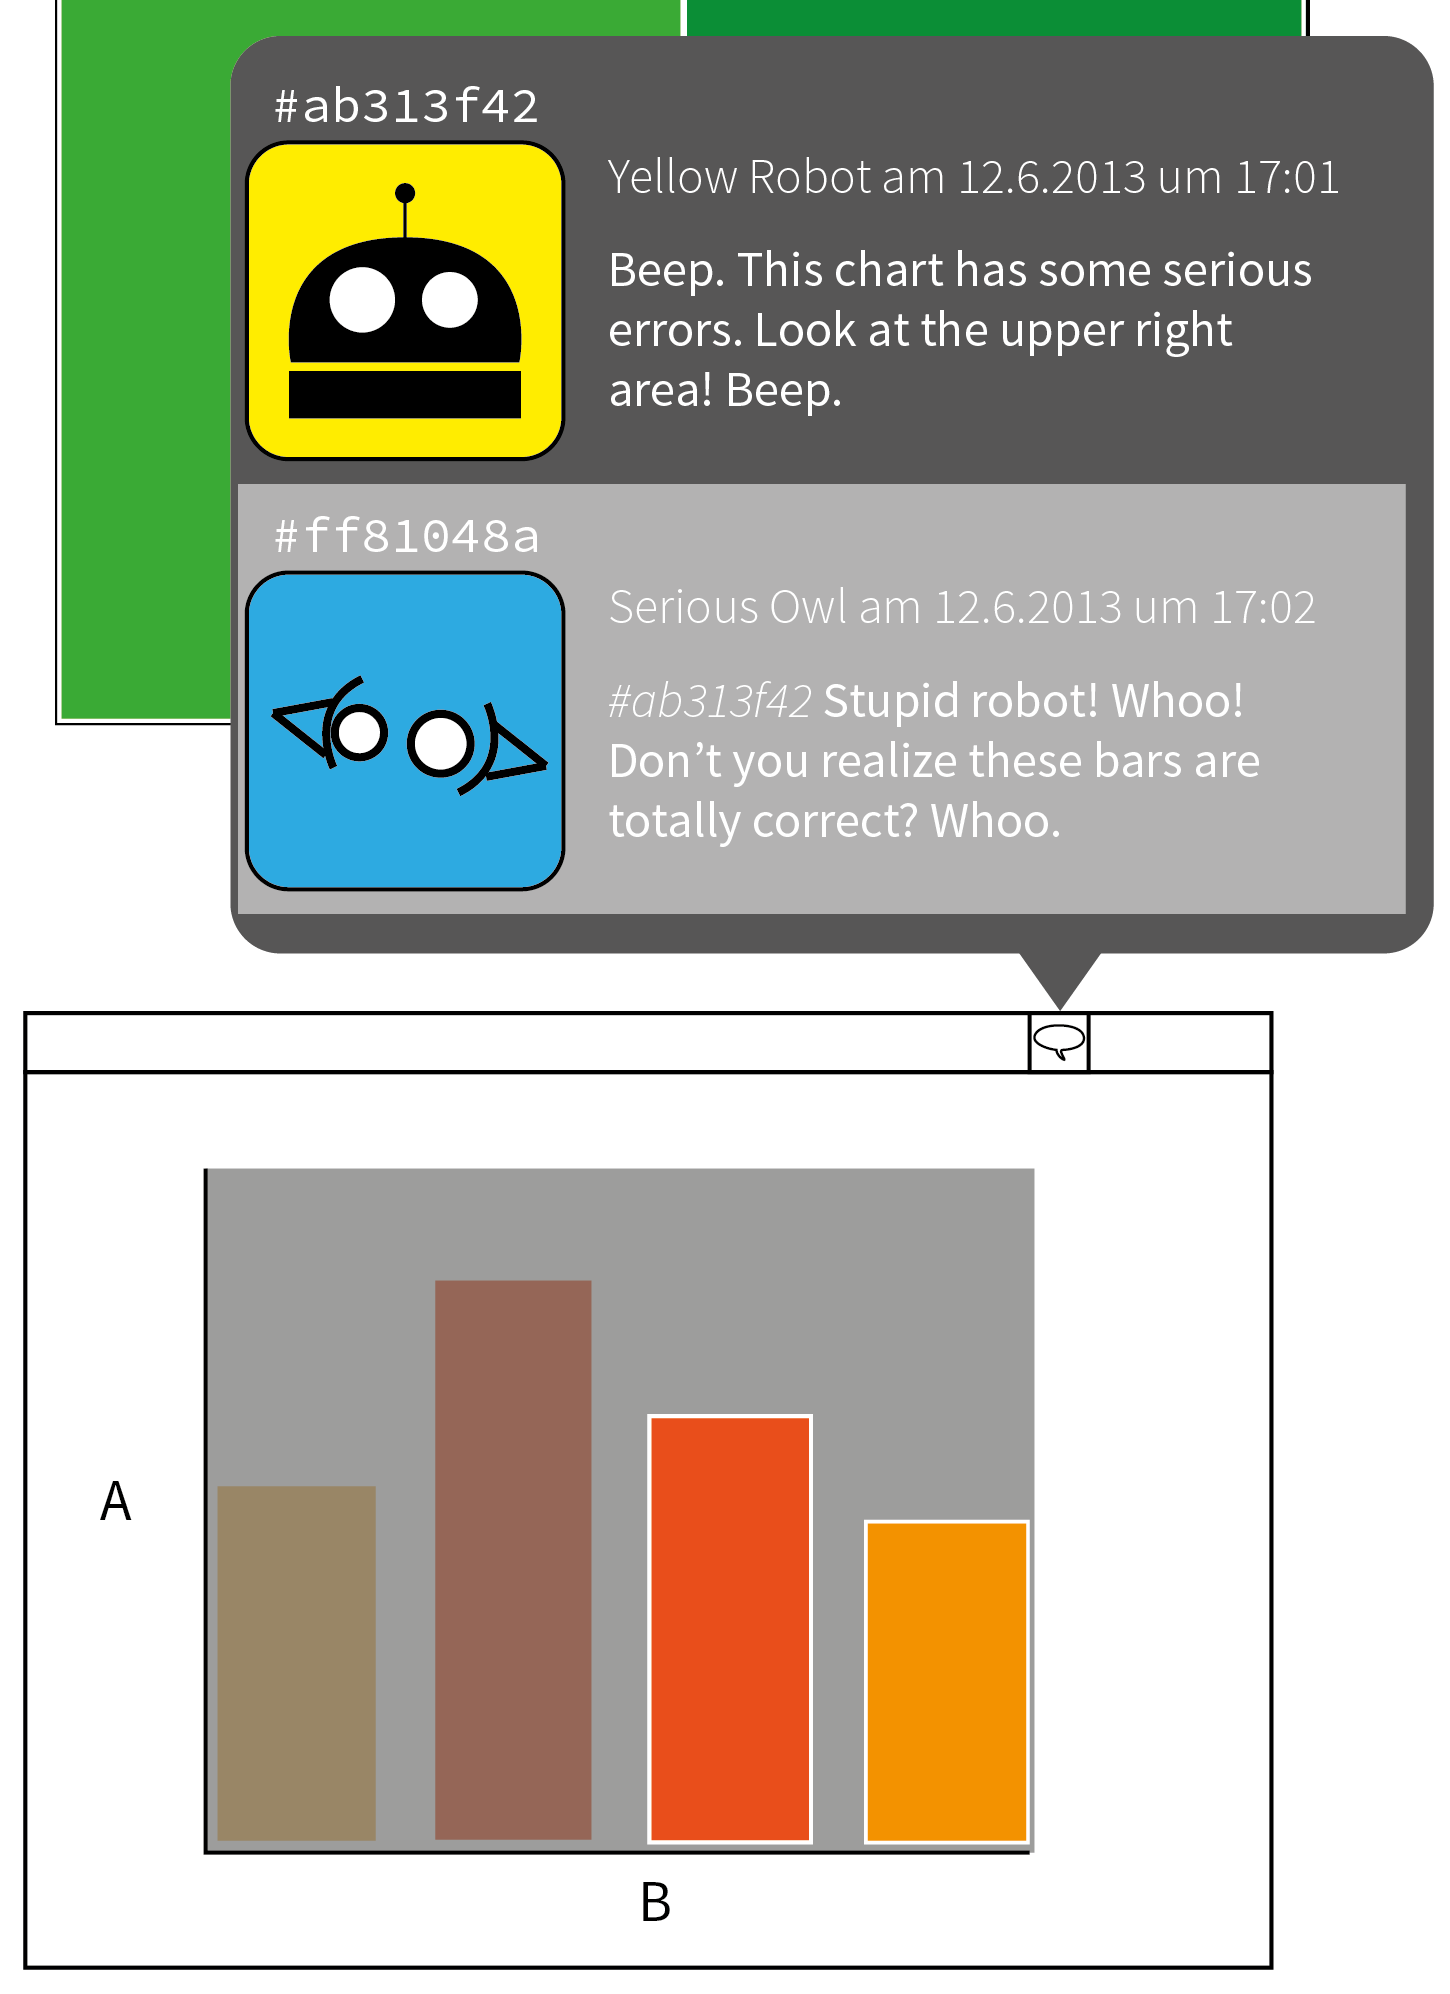 #ab313f42
Yellow Robot am 12.6.2013 um 17:01
Beep. This chart has some serious
errors. Look at the upper right
area! Beep.
#ff81048a
Serious Owl am 12.6.2013 um 17:02
#ab313f42 Stupid robot! Whoo!
Don’t you realize these bars are
totally correct? Whoo.
A
B